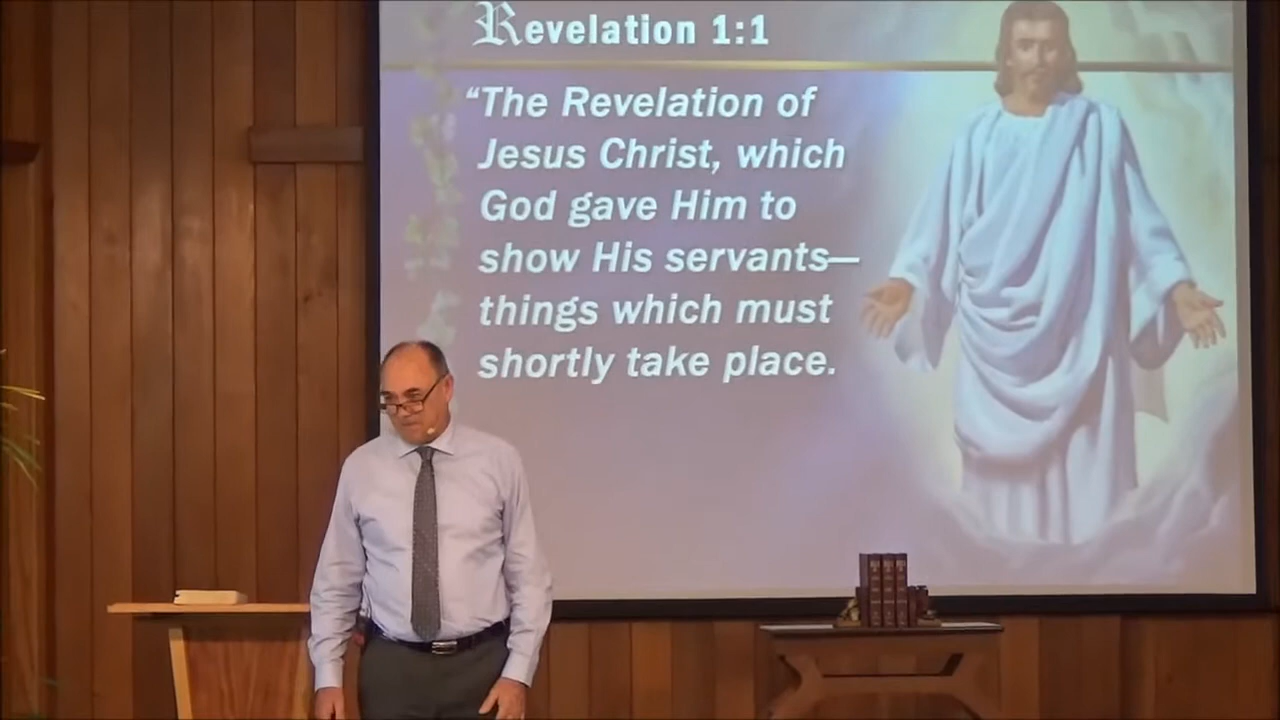 Revelation 1:1
“The Revelation of
Jesus Christ, which
God gave Him to
show His servants—
things which must
shortly take place.